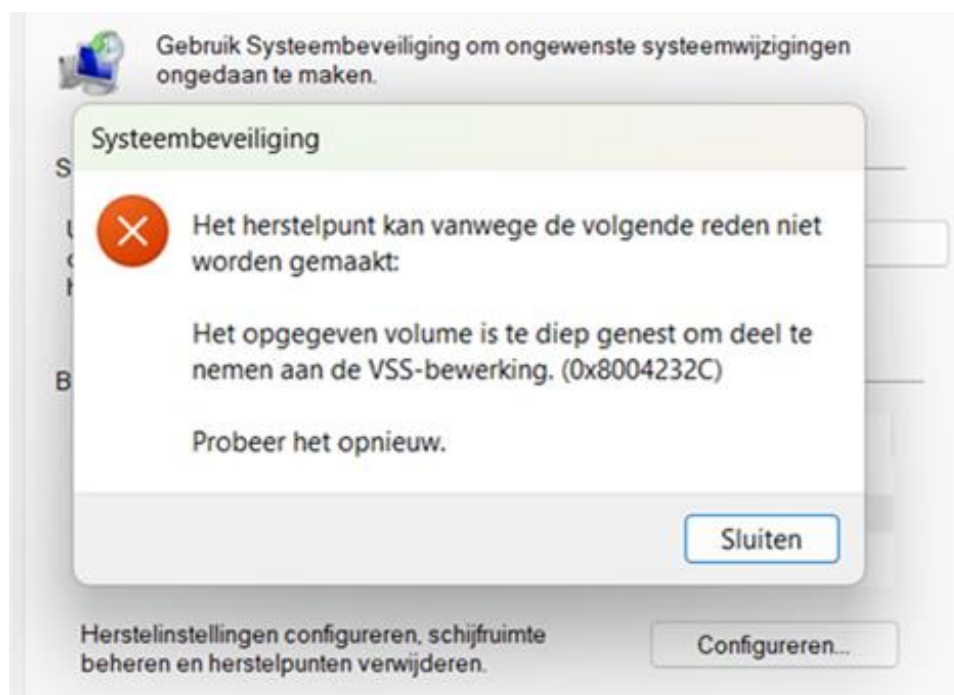 Gebruik Systeembeveiliging om ongewenste systeemwijzigingen
ongedaan te maken.
Systeembeveiliging
Het herstelpunt kan vanwege de volgende reden niet
worden gemaakt:
Het opgegeven volume is te diep genest om deel te
nemen aan de VSS-bewerking. (0x8004232C)
Probeer het opnieuw.
Sluiten
Herstelinstellingen configureren, schijfruimte
beheren en herstelpunten verwijderen.
Configureren...